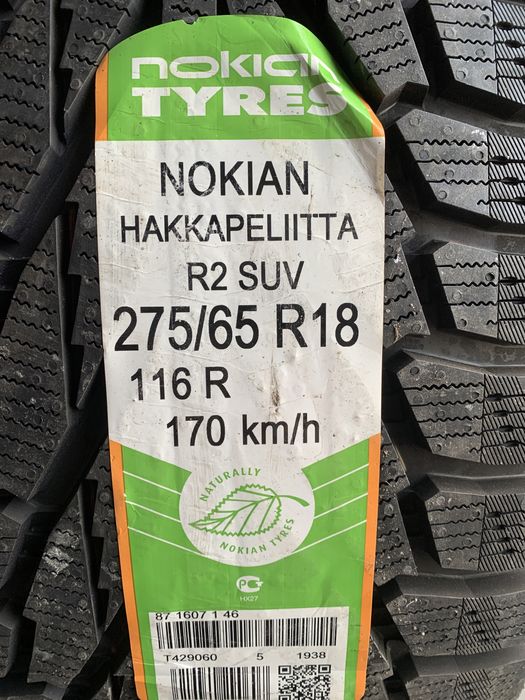 nokian
TYRES
NOKIAN
HAKKAPELIITTA
R2 SUV
275/65 R18
116 R
170 km/h
NATURALLY
NOKIAN TYRES
HX27
87 1607 1 46
T429060 5 1938